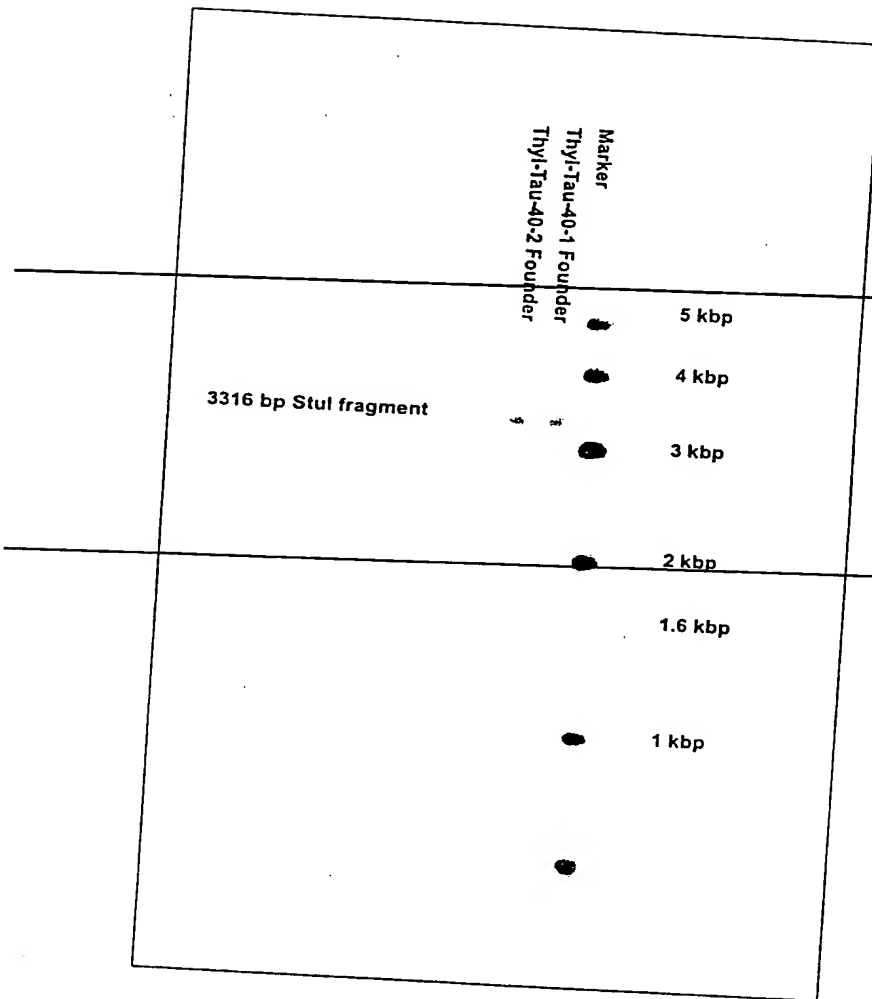 Marker
Thyl-Tau-40-1 Founder
Thyl-Tau-40-2 Founder
5 kbp
4 kbp
3316 bp StuI fragment
3 kbp
2 kbp
1.6 kbp
1 kbp